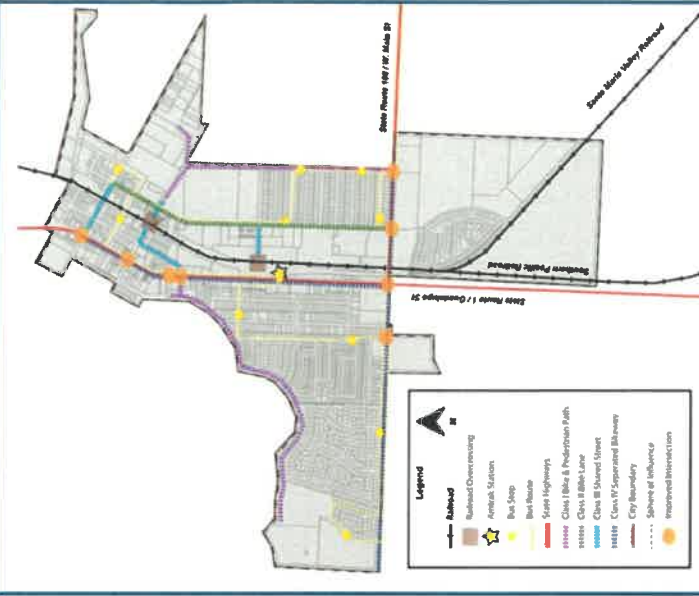 State Route 166 / W. Main St
Santa Maria Valley Railroad
Southern Pacific Railroad
State Route 1 / Guadalupe St
Legend
N
Railroad
Railroad Overcrossing
Amtrak Station
Bus Stop
Bus Route
State Highways
Class I Bike & Pedestrian Path
Class II Bike Lane
Class III Shared Street
Class IV Separated Bikeway
City Boundary
Sphere of Influence
Improved Intersection